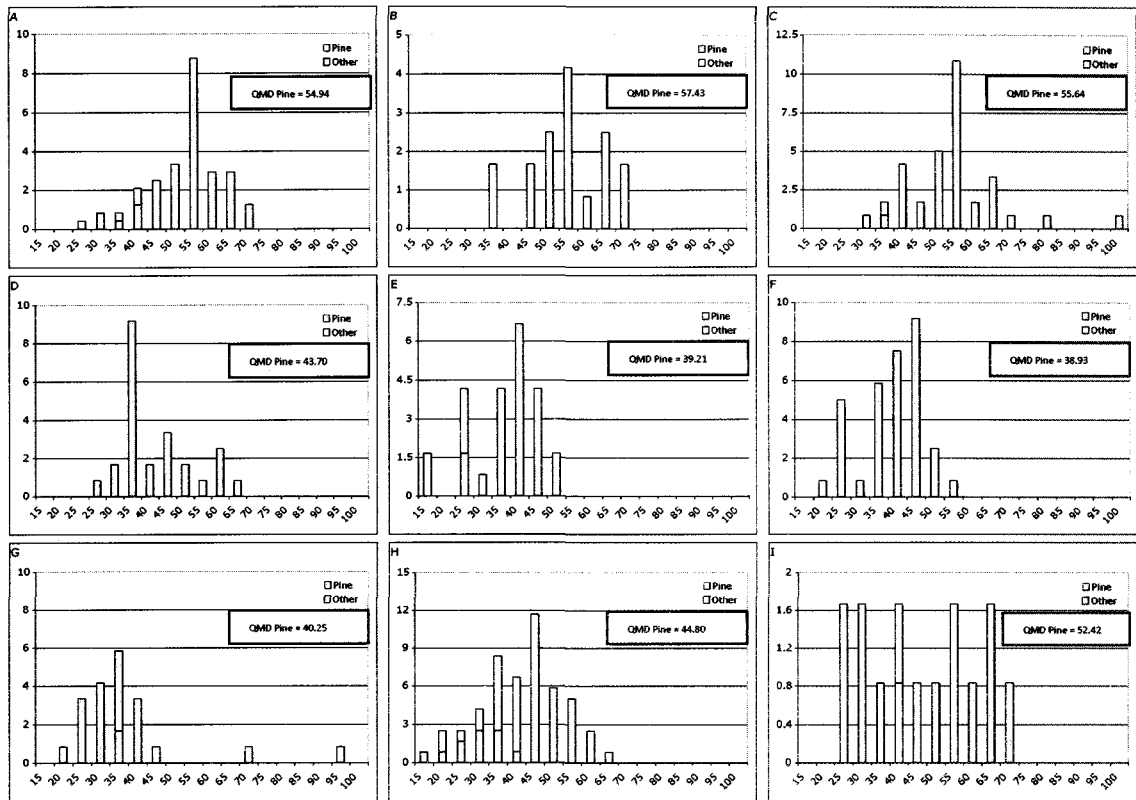 A
10
8
6
4
2
0
Pine
Other
QMD Pine = 54.94
15 20 25 30 35 40 45 50 55 60 65 70 75 80 85 90 95 100
B
5
4
3
2
1
0
Pine
Other
QMD Pine = 57.43
15 20 25 30 35 40 45 50 55 60 65 70 75 80 85 90 95 100
C
12.5
10
7.5
5
2.5
0
Pine
Other
QMD Pine = 55.64
15 20 25 30 35 40 45 50 55 60 65 70 75 80 85 90 95 100
D
10
8
6
4
2
0
Pine
Other
QMD Pine = 43.70
15 20 25 30 35 40 45 50 55 60 65 70 75 80 85 90 95 100
E
7.5
6
4.5
3
1.5
0
Pine
Other
QMD Pine = 39.21
15 20 25 30 35 40 45 50 55 60 65 70 75 80 85 90 95 100
F
10
8
6
4
2
0
Pine
Other
QMD Pine = 38.93
15 20 25 30 35 40 45 50 55 60 65 70 75 80 85 90 95 100
G
10
8
6
4
2
0
Pine
Other
QMD Pine = 40.25
15 20 25 30 35 40 45 50 55 60 65 70 75 80 85 90 95 100
H
15
12
9
6
3
0
Pine
Other
QMD Pine = 44.80
15 20 25 30 35 40 45 50 55 60 65 70 75 80 85 90 95 100
I
2
1.6
1.2
0.8
0.4
0
Pine
Other
QMD Pine = 52.42
15 20 25 30 35 40 45 50 55 60 65 70 75 80 85 90 95 100